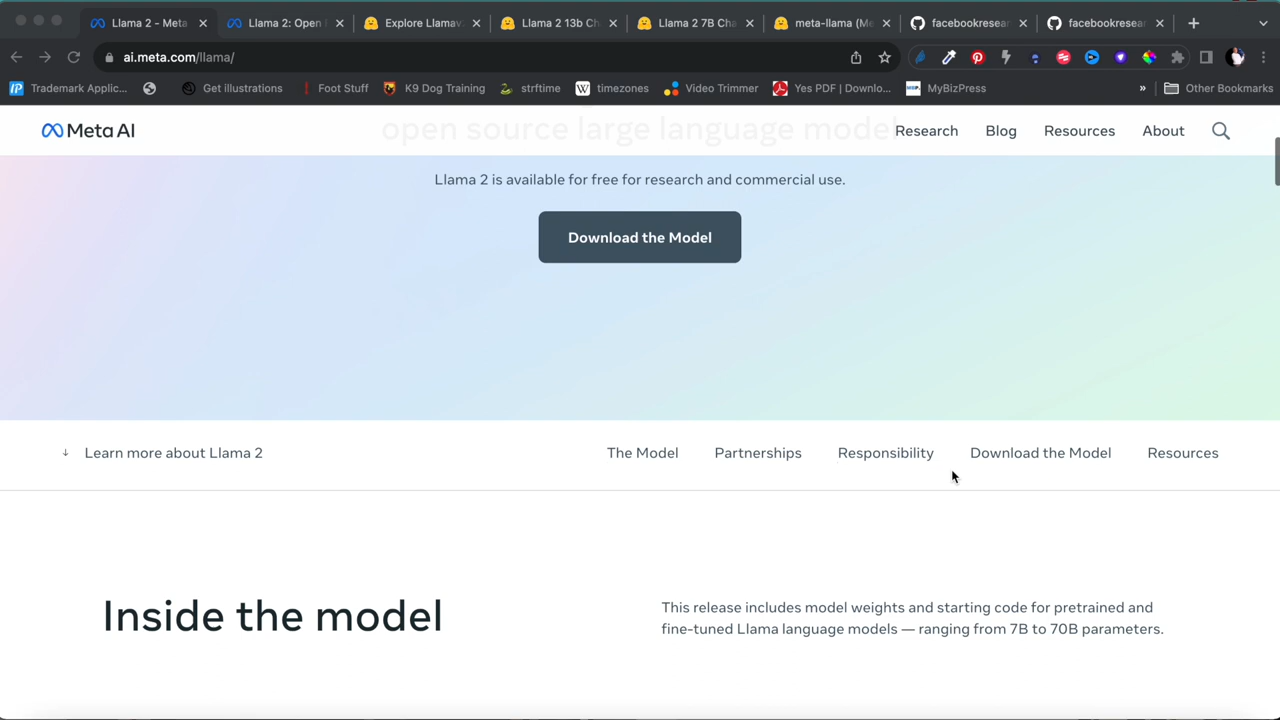 Llama 2 - Meta
Llama 2: Open
Explore Llamav
Llama 2 13b Ch
Llama 2 7B Cha
meta-llama (Me
facebookresear
facebookresear
ai.meta.com/llama/
Trademark Applic...
Get illustrations
Foot Stuff
K9 Dog Training
strftime
W
timezones
Video Trimmer
Yes PDF | Downlo...
MyBizPress
»
Other Bookmarks
Meta AI
open source large language model
Research
Blog
Resources
About
Llama 2 is available for free for research and commercial use.
Download the Model
↓ Learn more about Llama 2
The Model
Partnerships
Responsibility
Download the Model
Resources
Inside the model
This release includes model weights and starting code for pretrained and
fine-tuned Llama language models — ranging from 7B to 70B parameters.